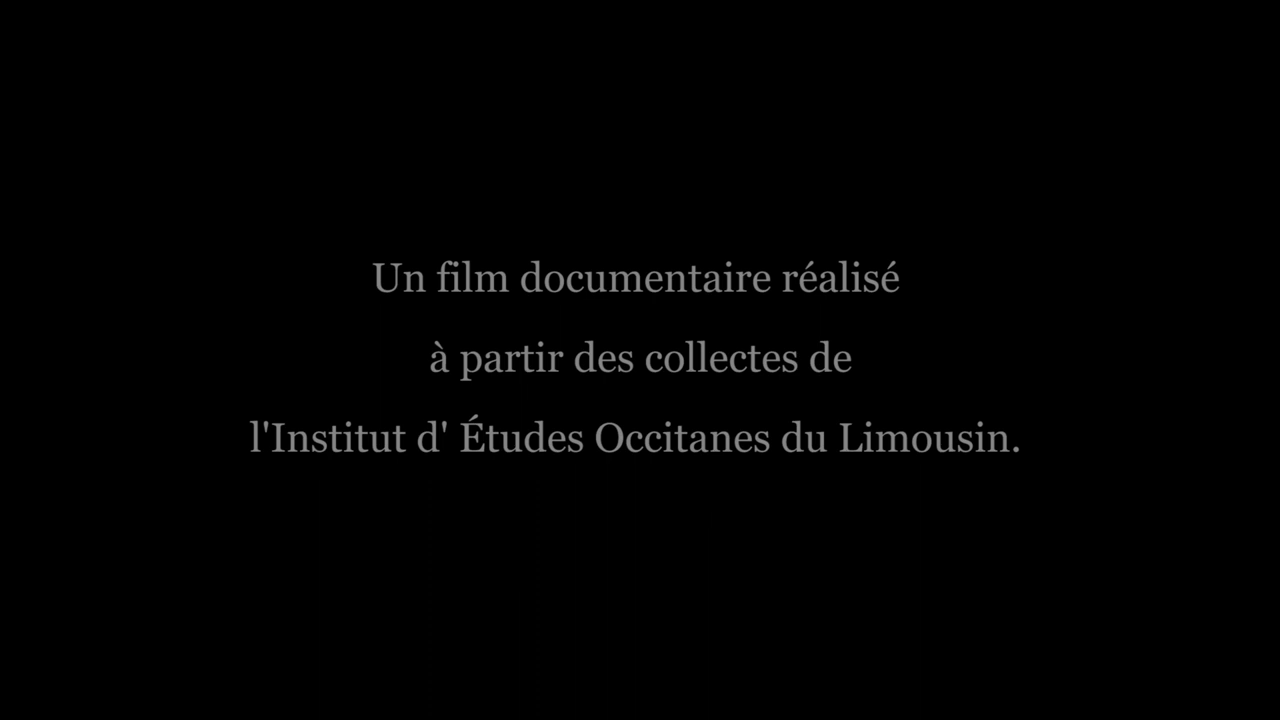 Un film documentaire réalisé
à partir des collectes de
l'Institut d' Études Occitanes du Limousin.